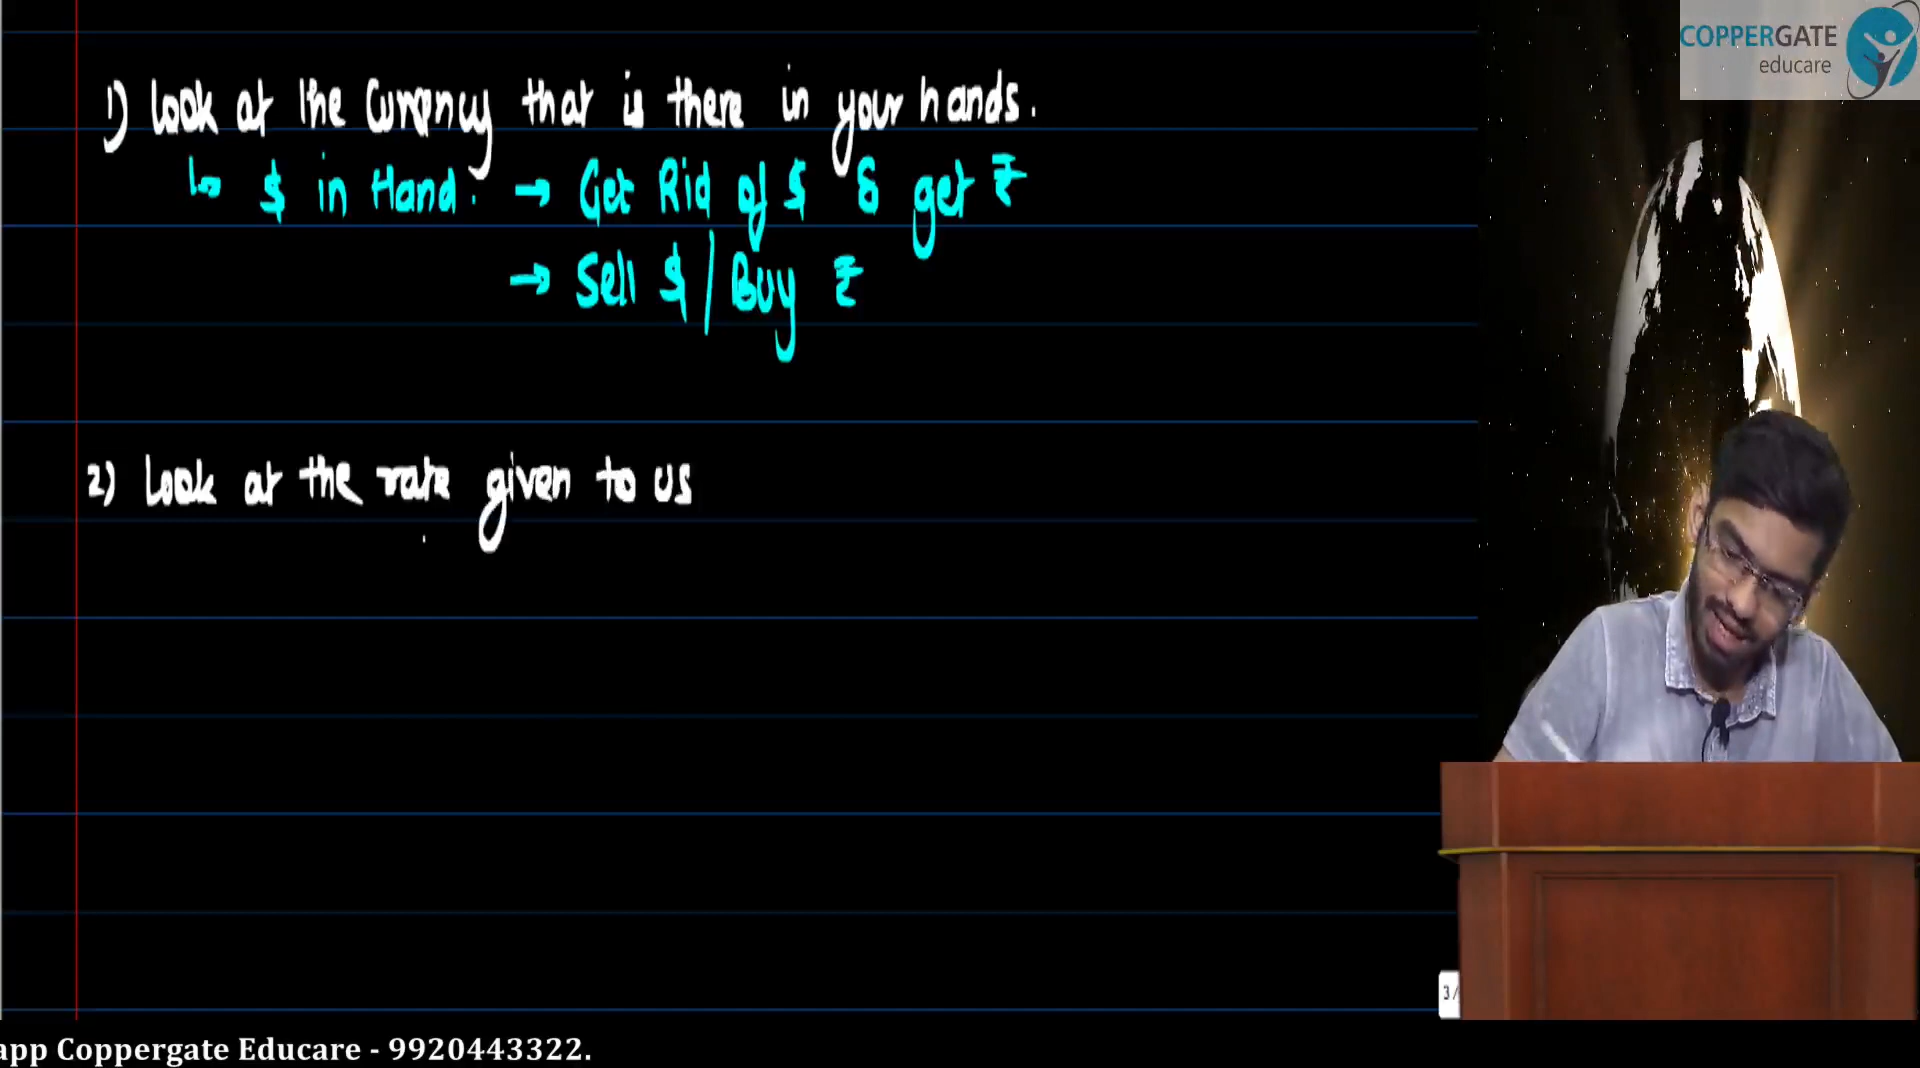 1) Look at the Currency that is there in your hands.
↳ $ in Hand. → Get Rid of $ & get ₹
→ Sell $ / Buy ₹
2) Look at the rate given to us
COPPERGATE
educare
3/
app Coppergate Educare - 9920443322.